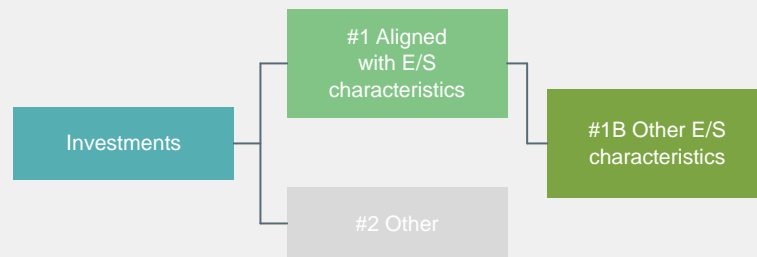 #1 Aligned
with E/S
characteristics
Investments
#1B Other E/S
characteristics
#2 Other